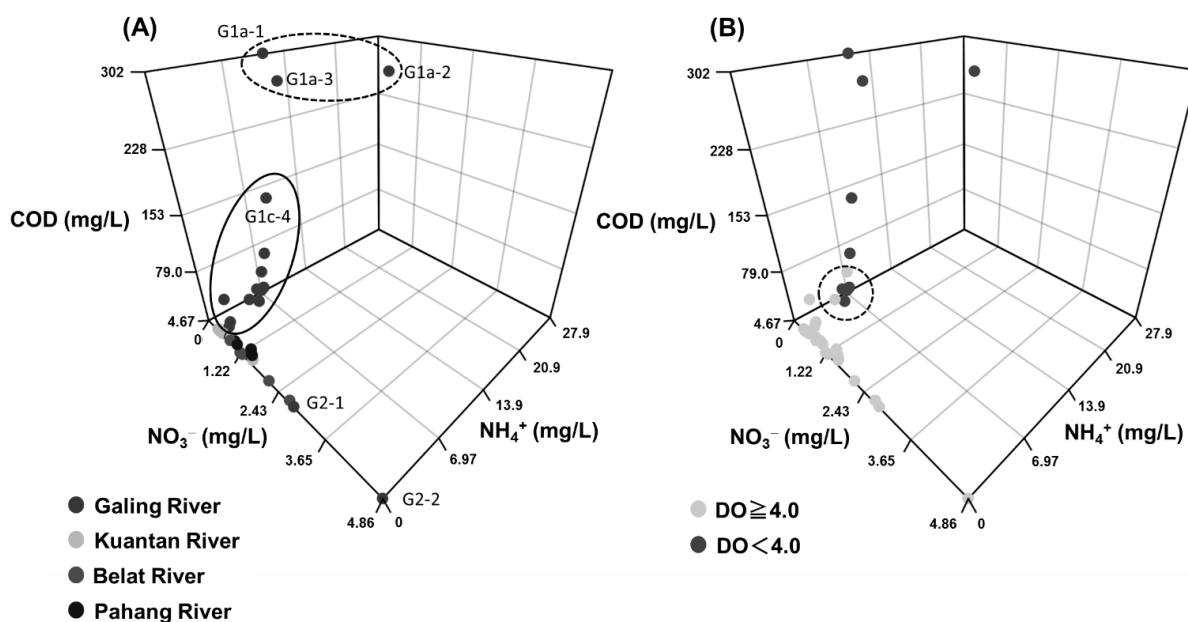 (A)
G1a-1
302
G1a-3
G1a-2
228
COD (mg/L)
153
G1c-4
79.0
4.67
0
27.9
1.22
20.9
2.43
G2-1
13.9
NO₃⁻ (mg/L)
NH₄⁺ (mg/L)
3.65
6.97
G2-2
4.86
0
Galing River
Kuantan River
Belat River
Pahang River
(B)
302
228
COD (mg/L)
153
79.0
4.67
0
27.9
1.22
20.9
2.43
13.9
NO₃⁻ (mg/L)
NH₄⁺ (mg/L)
3.65
6.97
4.86
0
DO≧4.0
DO<4.0